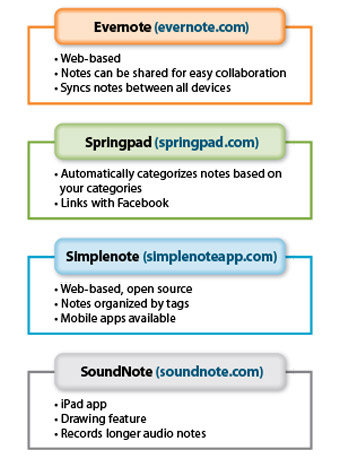 Evernote (evernote.com)
• Web-based
• Notes can be shared for easy collaboration
• Syncs notes between all devices
Springpad (springpad.com)
• Automatically categorizes notes based on
your categories
• Links with Facebook
Simplenote (simplenoteapp.com)
• Web-based, open source
• Notes organized by tags
• Mobile apps available
SoundNote (soundnote.com)
• iPad app
• Drawing feature
• Records longer audio notes